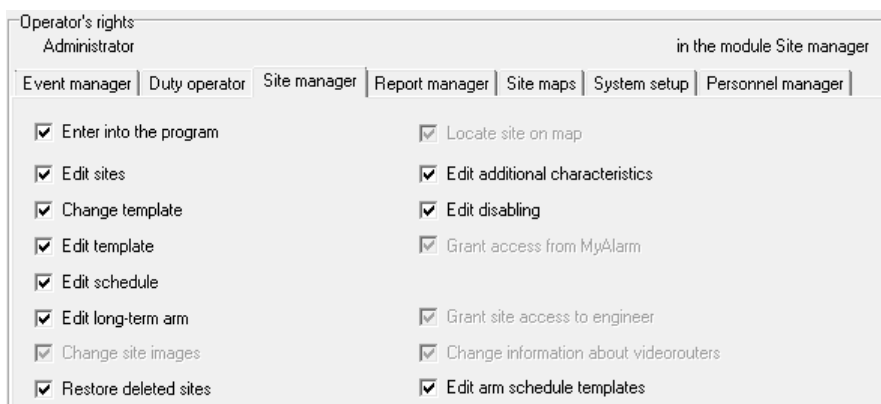 Operator's rights
Administrator in the module Site manager
Event manager Duty operator Site manager Report manager Site maps System setup Personnel manager
Enter into the program Locate site on map
Edit sites Edit additional characteristics
Change template Edit disabling
Edit template Grant access from MyAlarm
Edit schedule
Edit long-term arm Grant site access to engineer
Change site images Change information about videorouters
Restore deleted sites Edit arm schedule templates